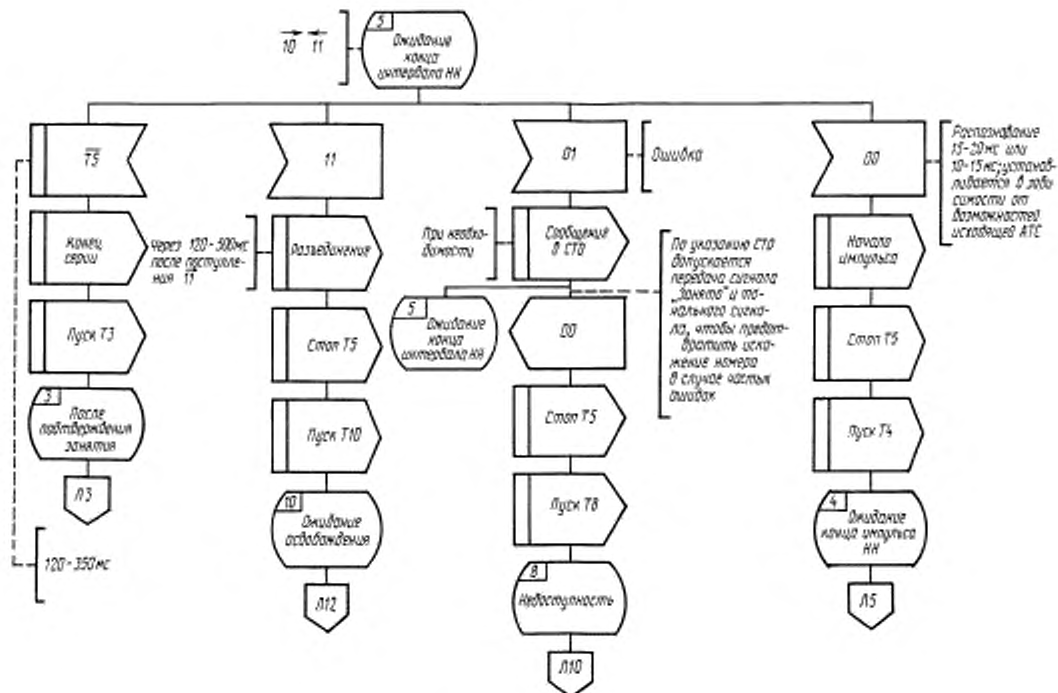 10 11
5
Ожидание
конца
интервала НН
Т5
11
01
Ошибка
00
Распознавание
15-20мс или
10-15мс; устанав-
ливается в зави
симости от
возможностей
исходящей АТС
Конец
серии
Через 120-500мс
после поступле-
ния 11
Разъединение
При необхо-
димости
Сообщение
в СТО
Начало
импульса
По указанию СТО
допускается
передача сигнала
„Занято" и то-
нального сигна-
ла, чтобы предот-
вратить иска-
жение номера
в случае частых
ошибок
Пуск Т3
Стоп Т5
5
Ожидание
конца
интервала НН
00
Стоп Т5
3
После
подтверждения
занятия
Пуск Т10
Стоп Т5
Пуск Т4
Л3
10
Ожидание
освобождения
Пуск Т8
4
Ожидание
конца импульса
НН
120-350мс
Л12
8
Недоступность
Л5
Л10